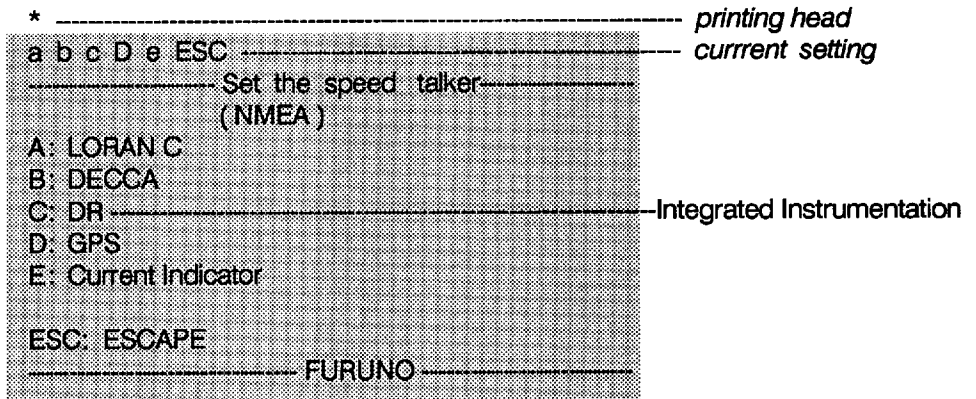 * printing head
a b c D e ESC currrent setting
Set the speed talker
(NMEA)
A: LORAN C
B: DECCA
C: DR Integrated Instrumentation
D: GPS
E: Current Indicator
ESC: ESCAPE
FURUNO